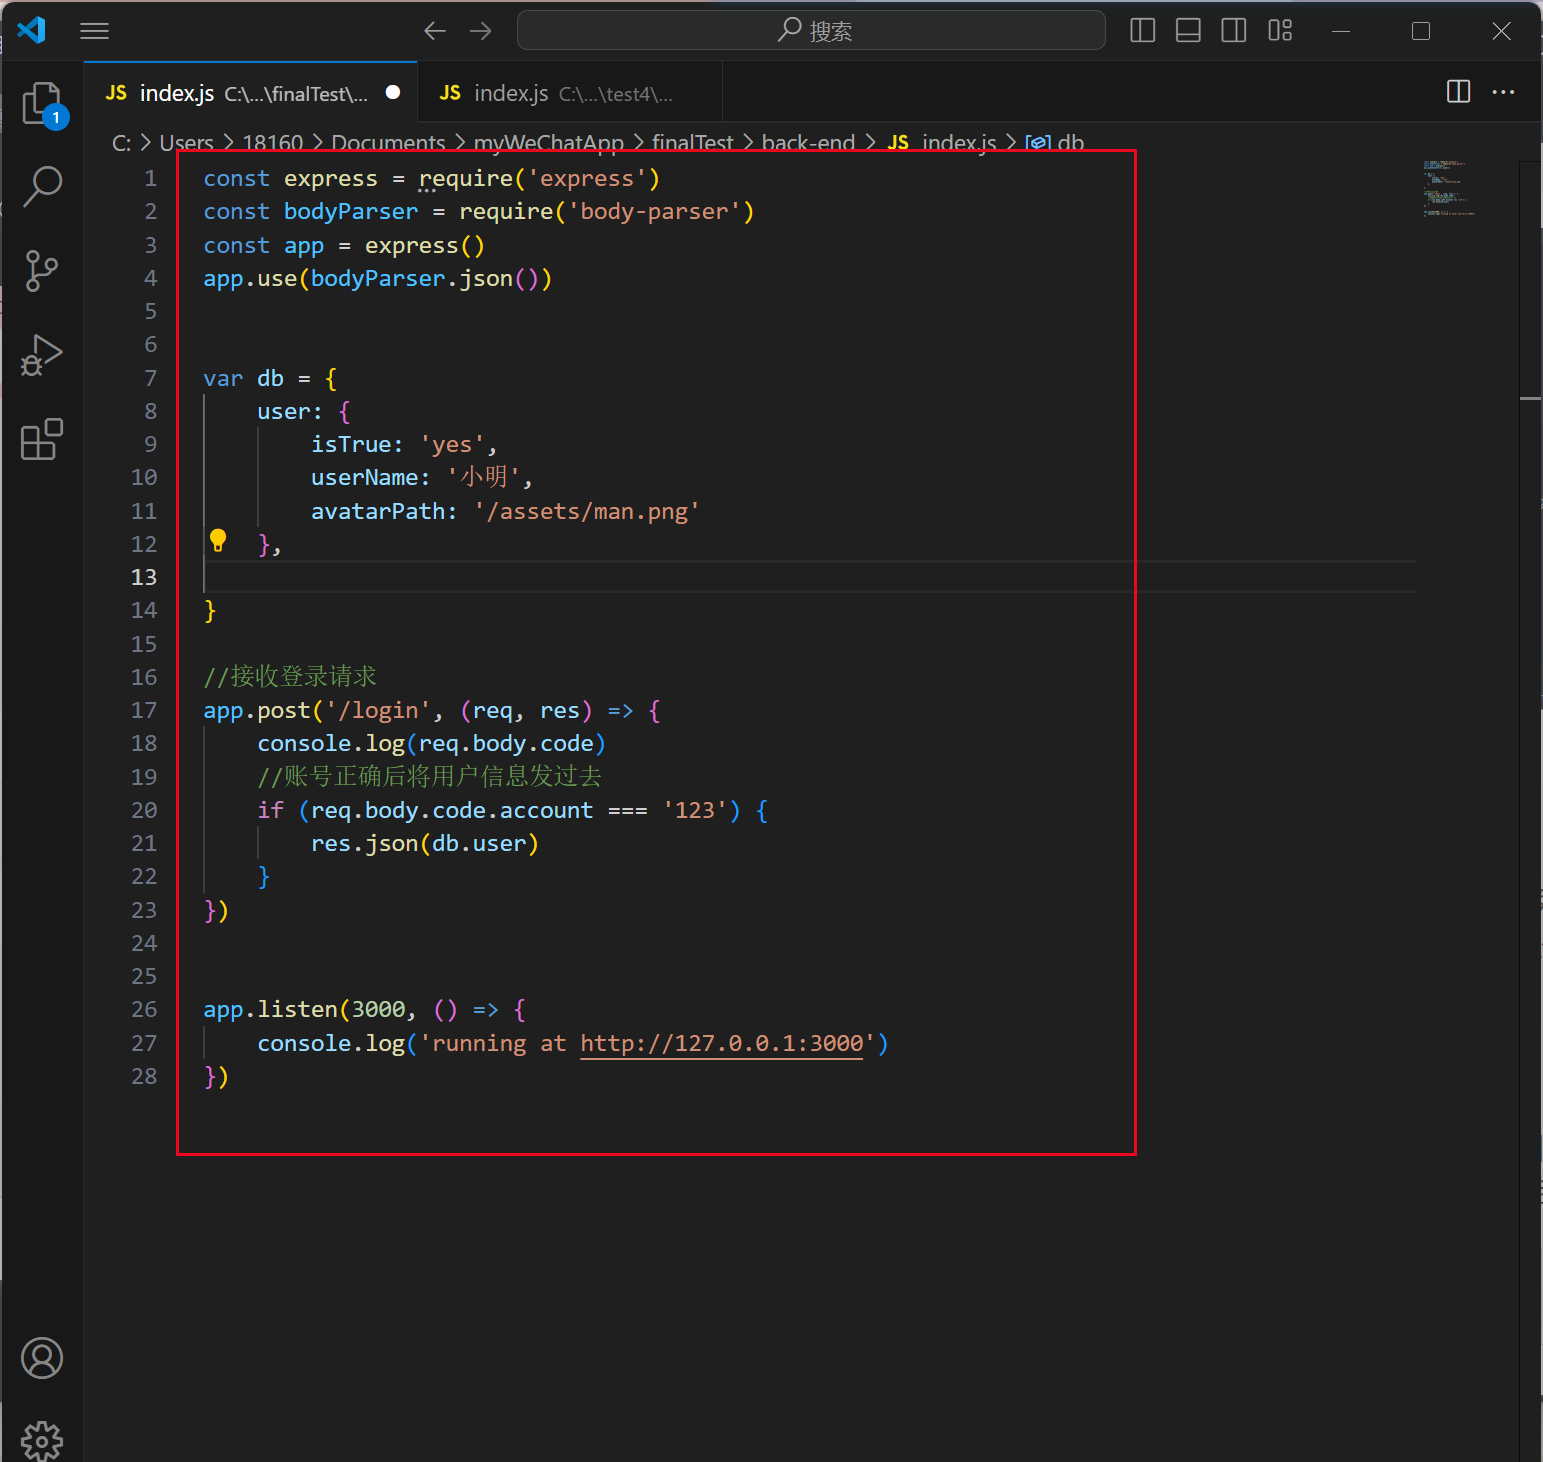 搜索
JS index.js C:\...\finalTest\... JS index.js C:\...\test4\...
1
C: > Users > 18160 > Documents > myWeChatApp > finalTest > back-end > JS index.js > db
1 const express = require('express')
2 const bodyParser = require('body-parser')
3 const app = express()
4 app.use(bodyParser.json())
5
6
7 var db = {
8 user: {
9 isTrue: 'yes',
10 userName: '小明',
11 avatarPath: '/assets/man.png'
12 },
13
14 }
15
16 //接收登录请求
17 app.post('/login', (req, res) => {
18 console.log(req.body.code)
19 //账号正确后将用户信息发过去
20 if (req.body.code.account === '123') {
21 res.json(db.user)
22 }
23 })
24
25
26 app.listen(3000, () => {
27 console.log('running at http://127.0.0.1:3000')
28 })